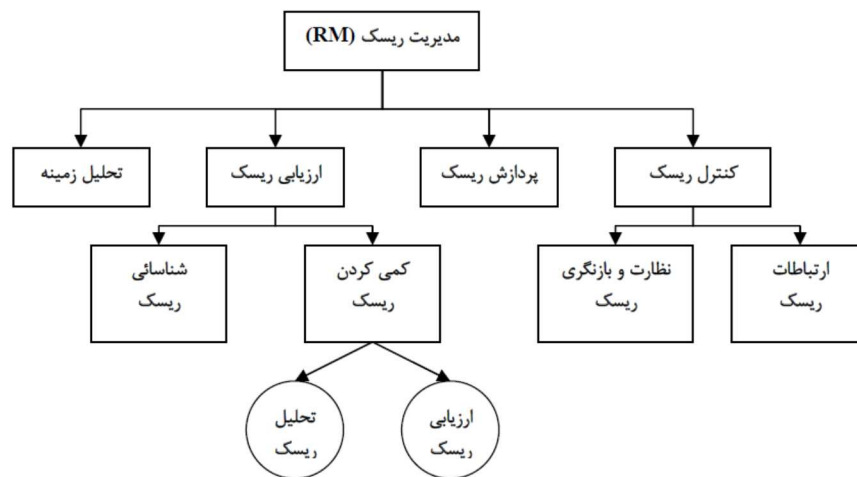 مدیریت ریسک (RM)
کنترل ریسک
پردازش ریسک
ارزیابی ریسک
تحلیل زمینه
ارتباطات
ریسک
نظارت و بازنگری
ریسک
کمی کردن
ریسک
شناسائی
ریسک
ارزیابی
ریسک
تحلیل
ریسک